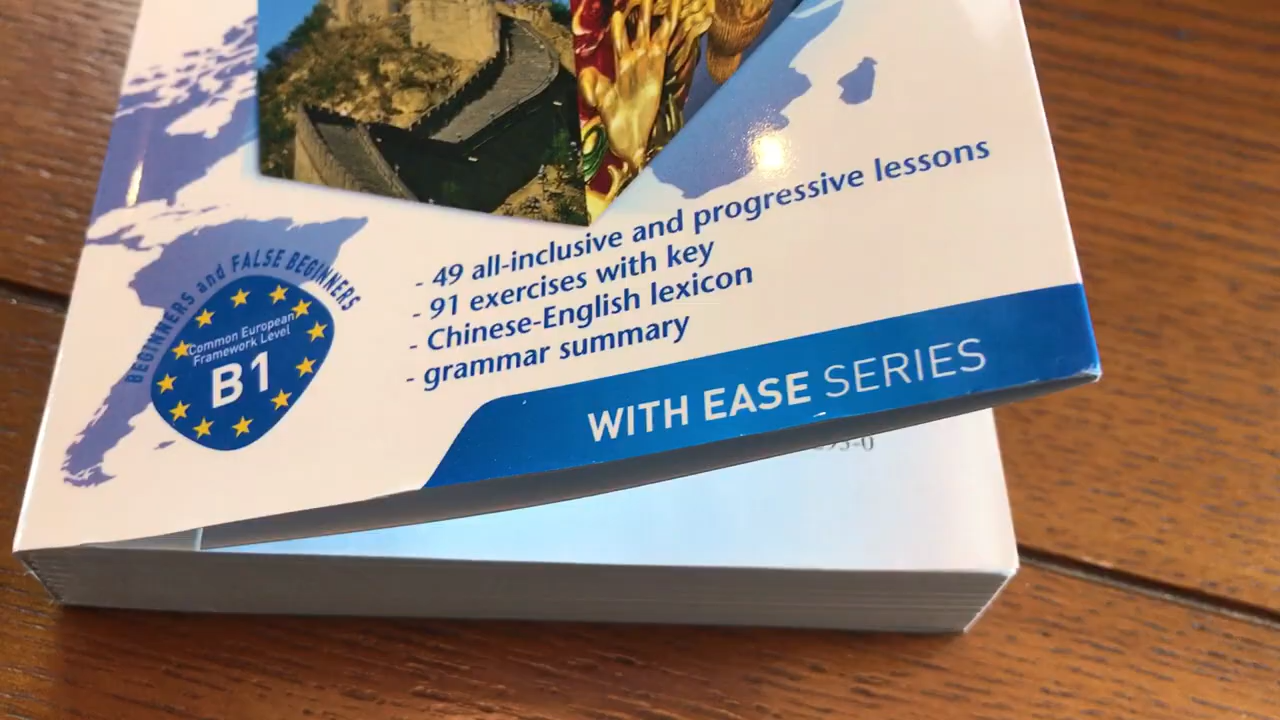 - 49 all-inclusive and progressive lessons
- 91 exercises with key
- Chinese-English lexicon
- grammar summary
BEGINNERS and FALSE BEGINNERS
Common European
Framework Level
B1
WITH EASE SERIES